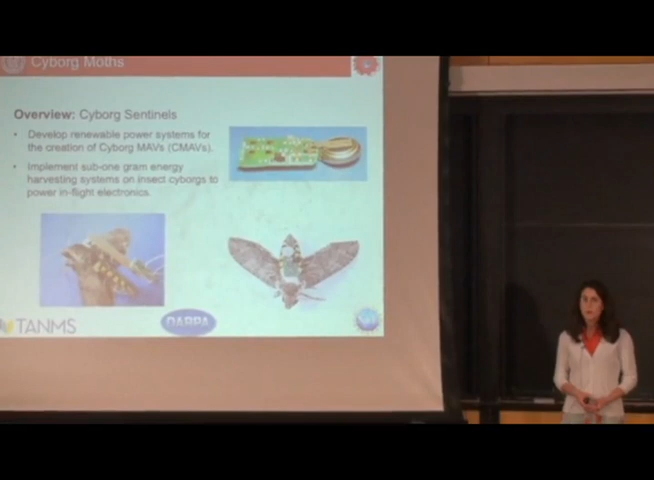 Cyborg Moths
Overview: Cyborg Sentinels
• Develop renewable power systems for
the creation of Cyborg MAVs (CMAVs).
• Implement sub-one gram energy
harvesting systems on insect cyborgs to
power in-flight electronics.
TANMS
DARPA